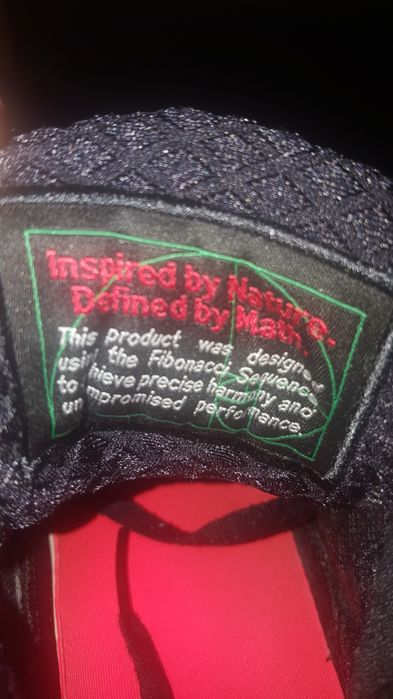 Inspired by Nature.
Defined by Math.
This product was designed
using the Fibonacci Sequence
to achieve precise harmony and
uncompromised performance.